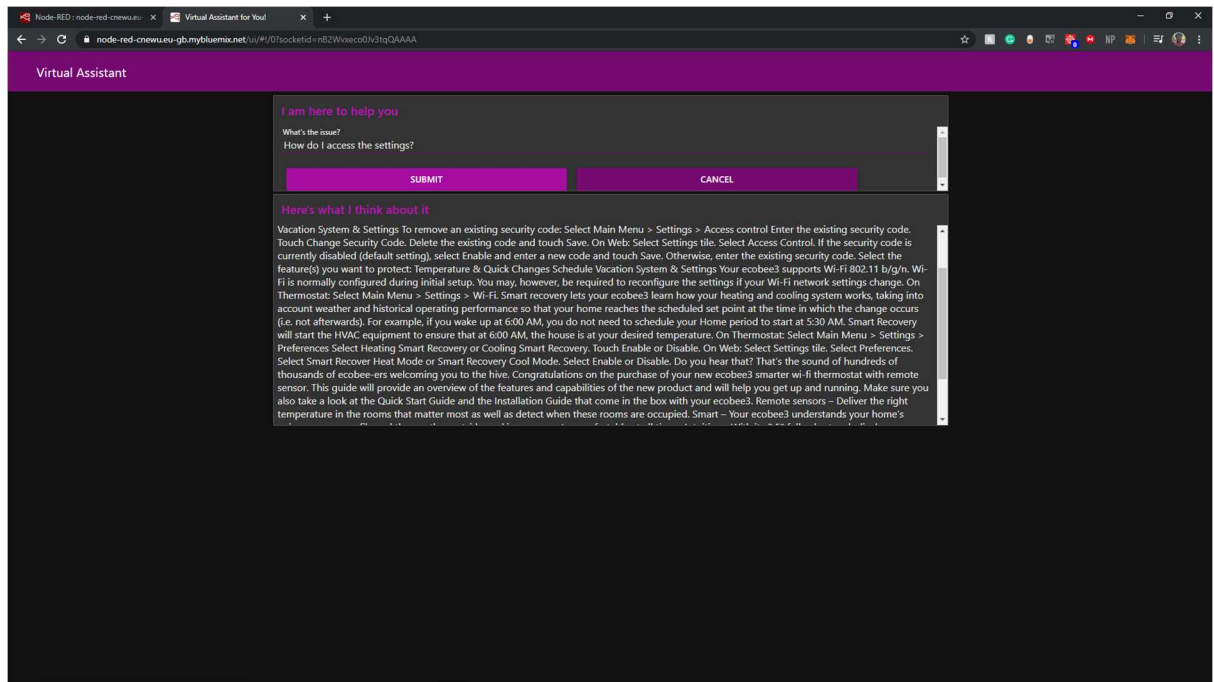 Node-RED : node-red-cnewu.eu-
Virtual Assistant for You!
node-red-cnewu.eu-gb.mybluemix.net/ui/#!/0?socketid=nB2Wvxeco0Jv3tqQAAAA
NP
Virtual Assistant
I am here to help you
What's the issue?
How do I access the settings?
SUBMIT CANCEL
Here's what I think about it
Vacation System & Settings To remove an existing security code: Select Main Menu > Settings > Access control Enter the existing security code.
Touch Change Security Code. Delete the existing code and touch Save. On Web: Select Settings tile. Select Access Control. If the security code is
currently disabled (default setting), select Enable and enter a new code and touch Save. Otherwise, enter the existing security code. Select the
feature(s) you want to protect: Temperature & Quick Changes Schedule Vacation System & Settings Your ecobee3 supports Wi-Fi 802.11 b/g/n. Wi-
Fi is normally configured during initial setup. You may, however, be required to reconfigure the settings if your Wi-Fi network settings change. On
Thermostat: Select Main Menu > Settings > Wi-Fi. Smart recovery lets your ecobee3 learn how your heating and cooling system works, taking into
account weather and historical operating performance so that your home reaches the scheduled set point at the time in which the change occurs
(i.e. not afterwards). For example, if you wake up at 6:00 AM, you do not need to schedule your Home period to start at 5:30 AM. Smart Recovery
will start the HVAC equipment to ensure that at 6:00 AM, the house is at your desired temperature. On Thermostat: Select Main Menu > Settings >
Preferences Select Heating Smart Recovery or Cooling Smart Recovery. Touch Enable or Disable. On Web: Select Settings tile. Select Preferences.
Select Smart Recover Heat Mode or Smart Recovery Cool Mode. Select Enable or Disable. Do you hear that? That's the sound of hundreds of
thousands of ecobee-ers welcoming you to the hive. Congratulations on the purchase of your new ecobee3 smarter wi-fi thermostat with remote
sensor. This guide will provide an overview of the features and capabilities of the new product and will help you get up and running. Make sure you
also take a look at the Quick Start Guide and the Installation Guide that come in the box with your ecobee3. Remote sensors – Deliver the right
temperature in the rooms that matter most as well as detect when these rooms are occupied. Smart – Your ecobee3 understands your home's